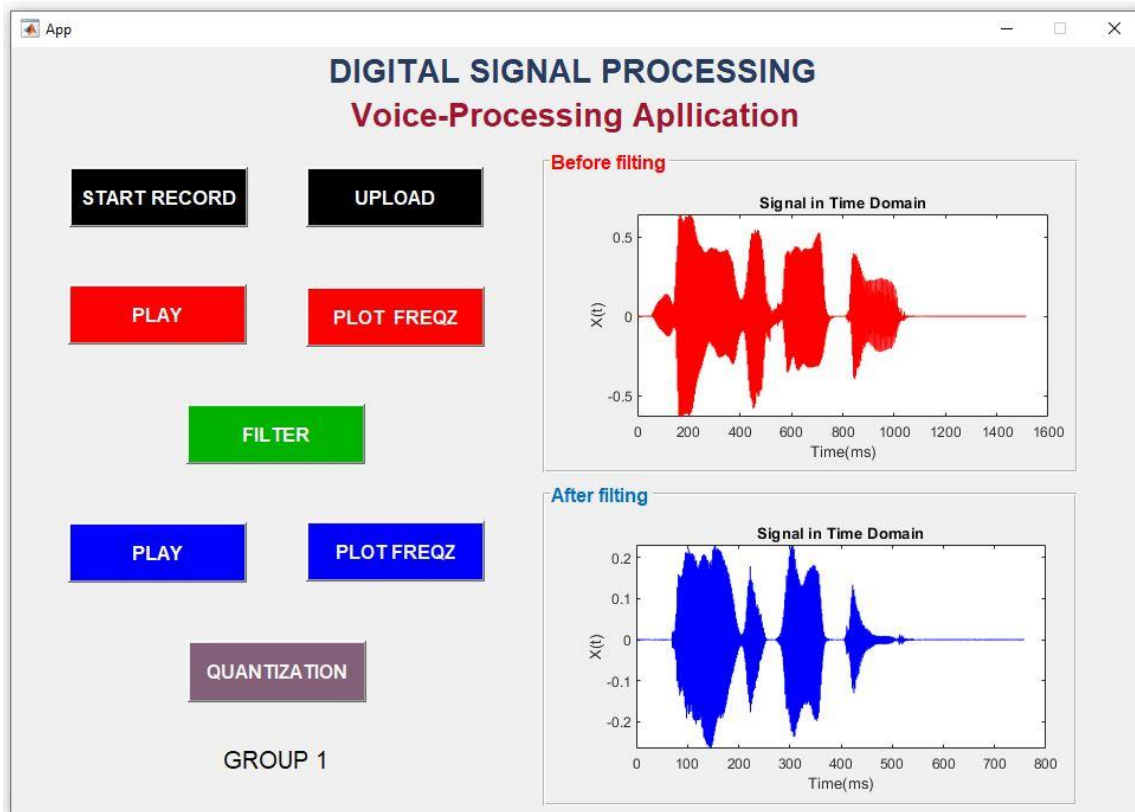 App
DIGITAL SIGNAL PROCESSING
Voice-Processing Apllication
START RECORD
UPLOAD
PLAY
PLOT FREQZ
FILTER
PLAY
PLOT FREQZ
QUANTIZATION
GROUP 1
Before filting
Signal in Time Domain
0.5
0
-0.5
X(t)
0 200 400 600 800 1000 1200 1400 1600
Time(ms)
After filting
Signal in Time Domain
0.2
0.1
0
-0.1
-0.2
X(t)
0 100 200 300 400 500 600 700 800
Time(ms)